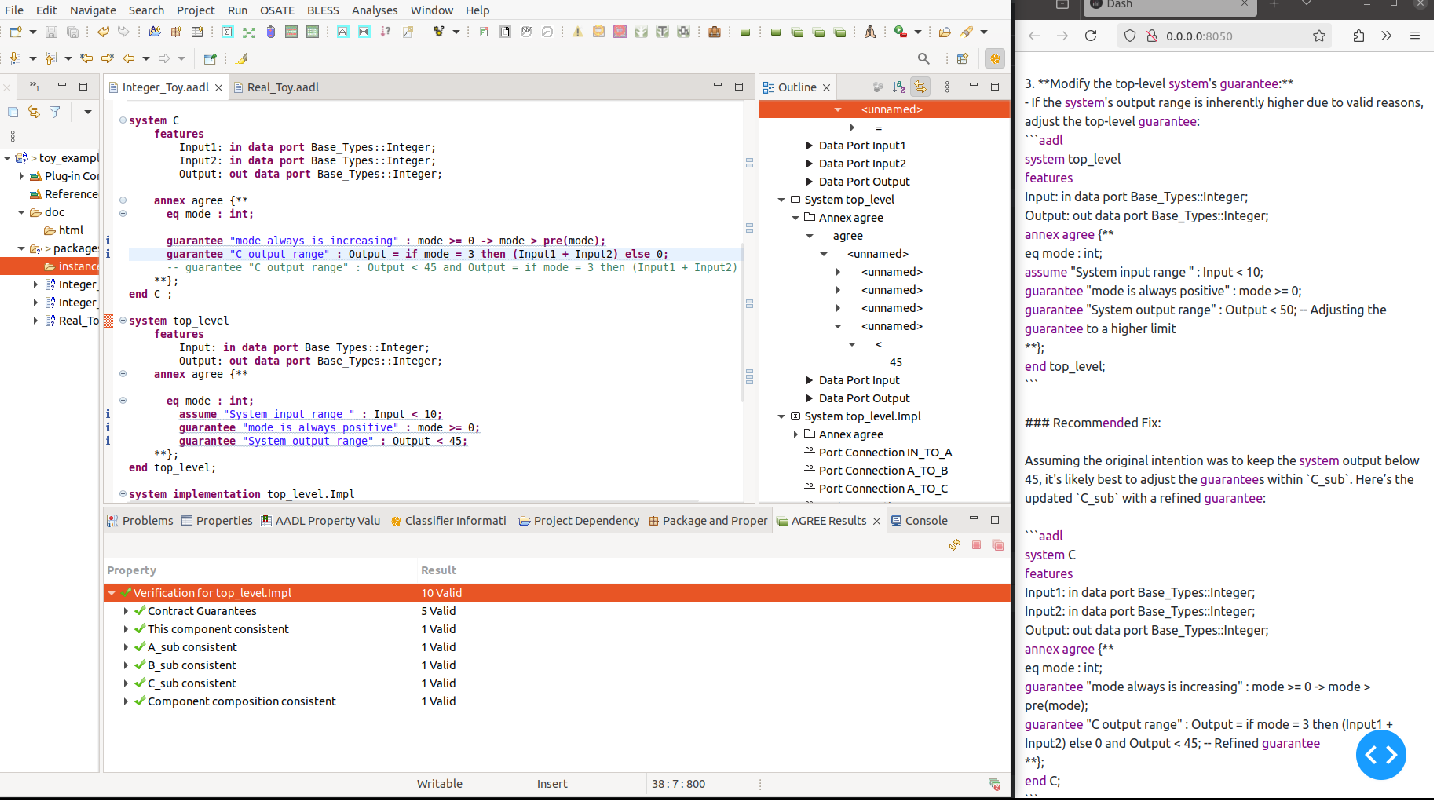 File Edit Navigate Search Project Run OSATE BLESS Analyses Window Help
Dash
0.0.0.0:8050
Integer_Toy.aadl
Real_Toy.aadl
Outline
> toy_exampl
Plug-in Cor
Reference
doc
html
> packages
instanc
Integer_
Integer_
Real_To
system C
features
Input1: in data port Base_Types::Integer;
Input2: in data port Base_Types::Integer;
Output: out data port Base_Types::Integer;
annex agree {**
eq mode : int;
guarantee "mode always is increasing" : mode >= 0 -> mode > pre(mode);
guarantee "C output range" : Output = if mode = 3 then (Input1 + Input2) else 0;
-- guarantee "C output range" : Output < 45 and Output = if mode = 3 then (Input1 + Input2)
**};
end C ;
system top_level
features
Input: in data port Base_Types::Integer;
Output: out data port Base_Types::Integer;
annex agree {**
eq mode : int;
assume "System input range " : Input < 10;
guarantee "mode is always positive" : mode >= 0;
guarantee "System output range" : Output < 45;
**};
end top_level;
system implementation top_level.Impl
<unnamed>
=
Data Port Input1
Data Port Input2
Data Port Output
System top_level
Annex agree
agree
<unnamed>
<unnamed>
<unnamed>
<unnamed>
<unnamed>
<
45
Data Port Input
Data Port Output
System top_level.Impl
Annex agree
Port Connection IN_TO_A
Port Connection A_TO_B
Port Connection A_TO_C
Problems Properties AADL Property Valu Classifier Informati Project Dependency Package and Proper AGREE Results Console
Property Result
Verification for top_level.Impl 10 Valid
Contract Guarantees 5 Valid
This component consistent 1 Valid
A_sub consistent 1 Valid
B_sub consistent 1 Valid
C_sub consistent 1 Valid
Component composition consistent 1 Valid
Writable Insert 38 : 7 : 800
3. **Modify the top-level system's guarantee:**
- If the system's output range is inherently higher due to valid reasons,
adjust the top-level guarantee:
```aadl
system top_level
features
Input: in data port Base_Types::Integer;
Output: out data port Base_Types::Integer;
annex agree {**
eq mode : int;
assume "System input range " : Input < 10;
guarantee "mode is always positive" : mode >= 0;
guarantee "System output range" : Output < 50; -- Adjusting the
guarantee to a higher limit
**};
end top_level;
```
### Recommended Fix:
Assuming the original intention was to keep the system output below
45, it's likely best to adjust the guarantees within `C_sub`. Here's the
updated `C_sub` with a refined guarantee:
```aadl
system C
features
Input1: in data port Base_Types::Integer;
Input2: in data port Base_Types::Integer;
Output: out data port Base_Types::Integer;
annex agree {**
eq mode : int;
guarantee "mode always is increasing" : mode >= 0 -> mode >
pre(mode);
guarantee "C output range" : Output = if mode = 3 then (Input1 +
Input2) else 0 and Output < 45; -- Refined guarantee
**};
end C;